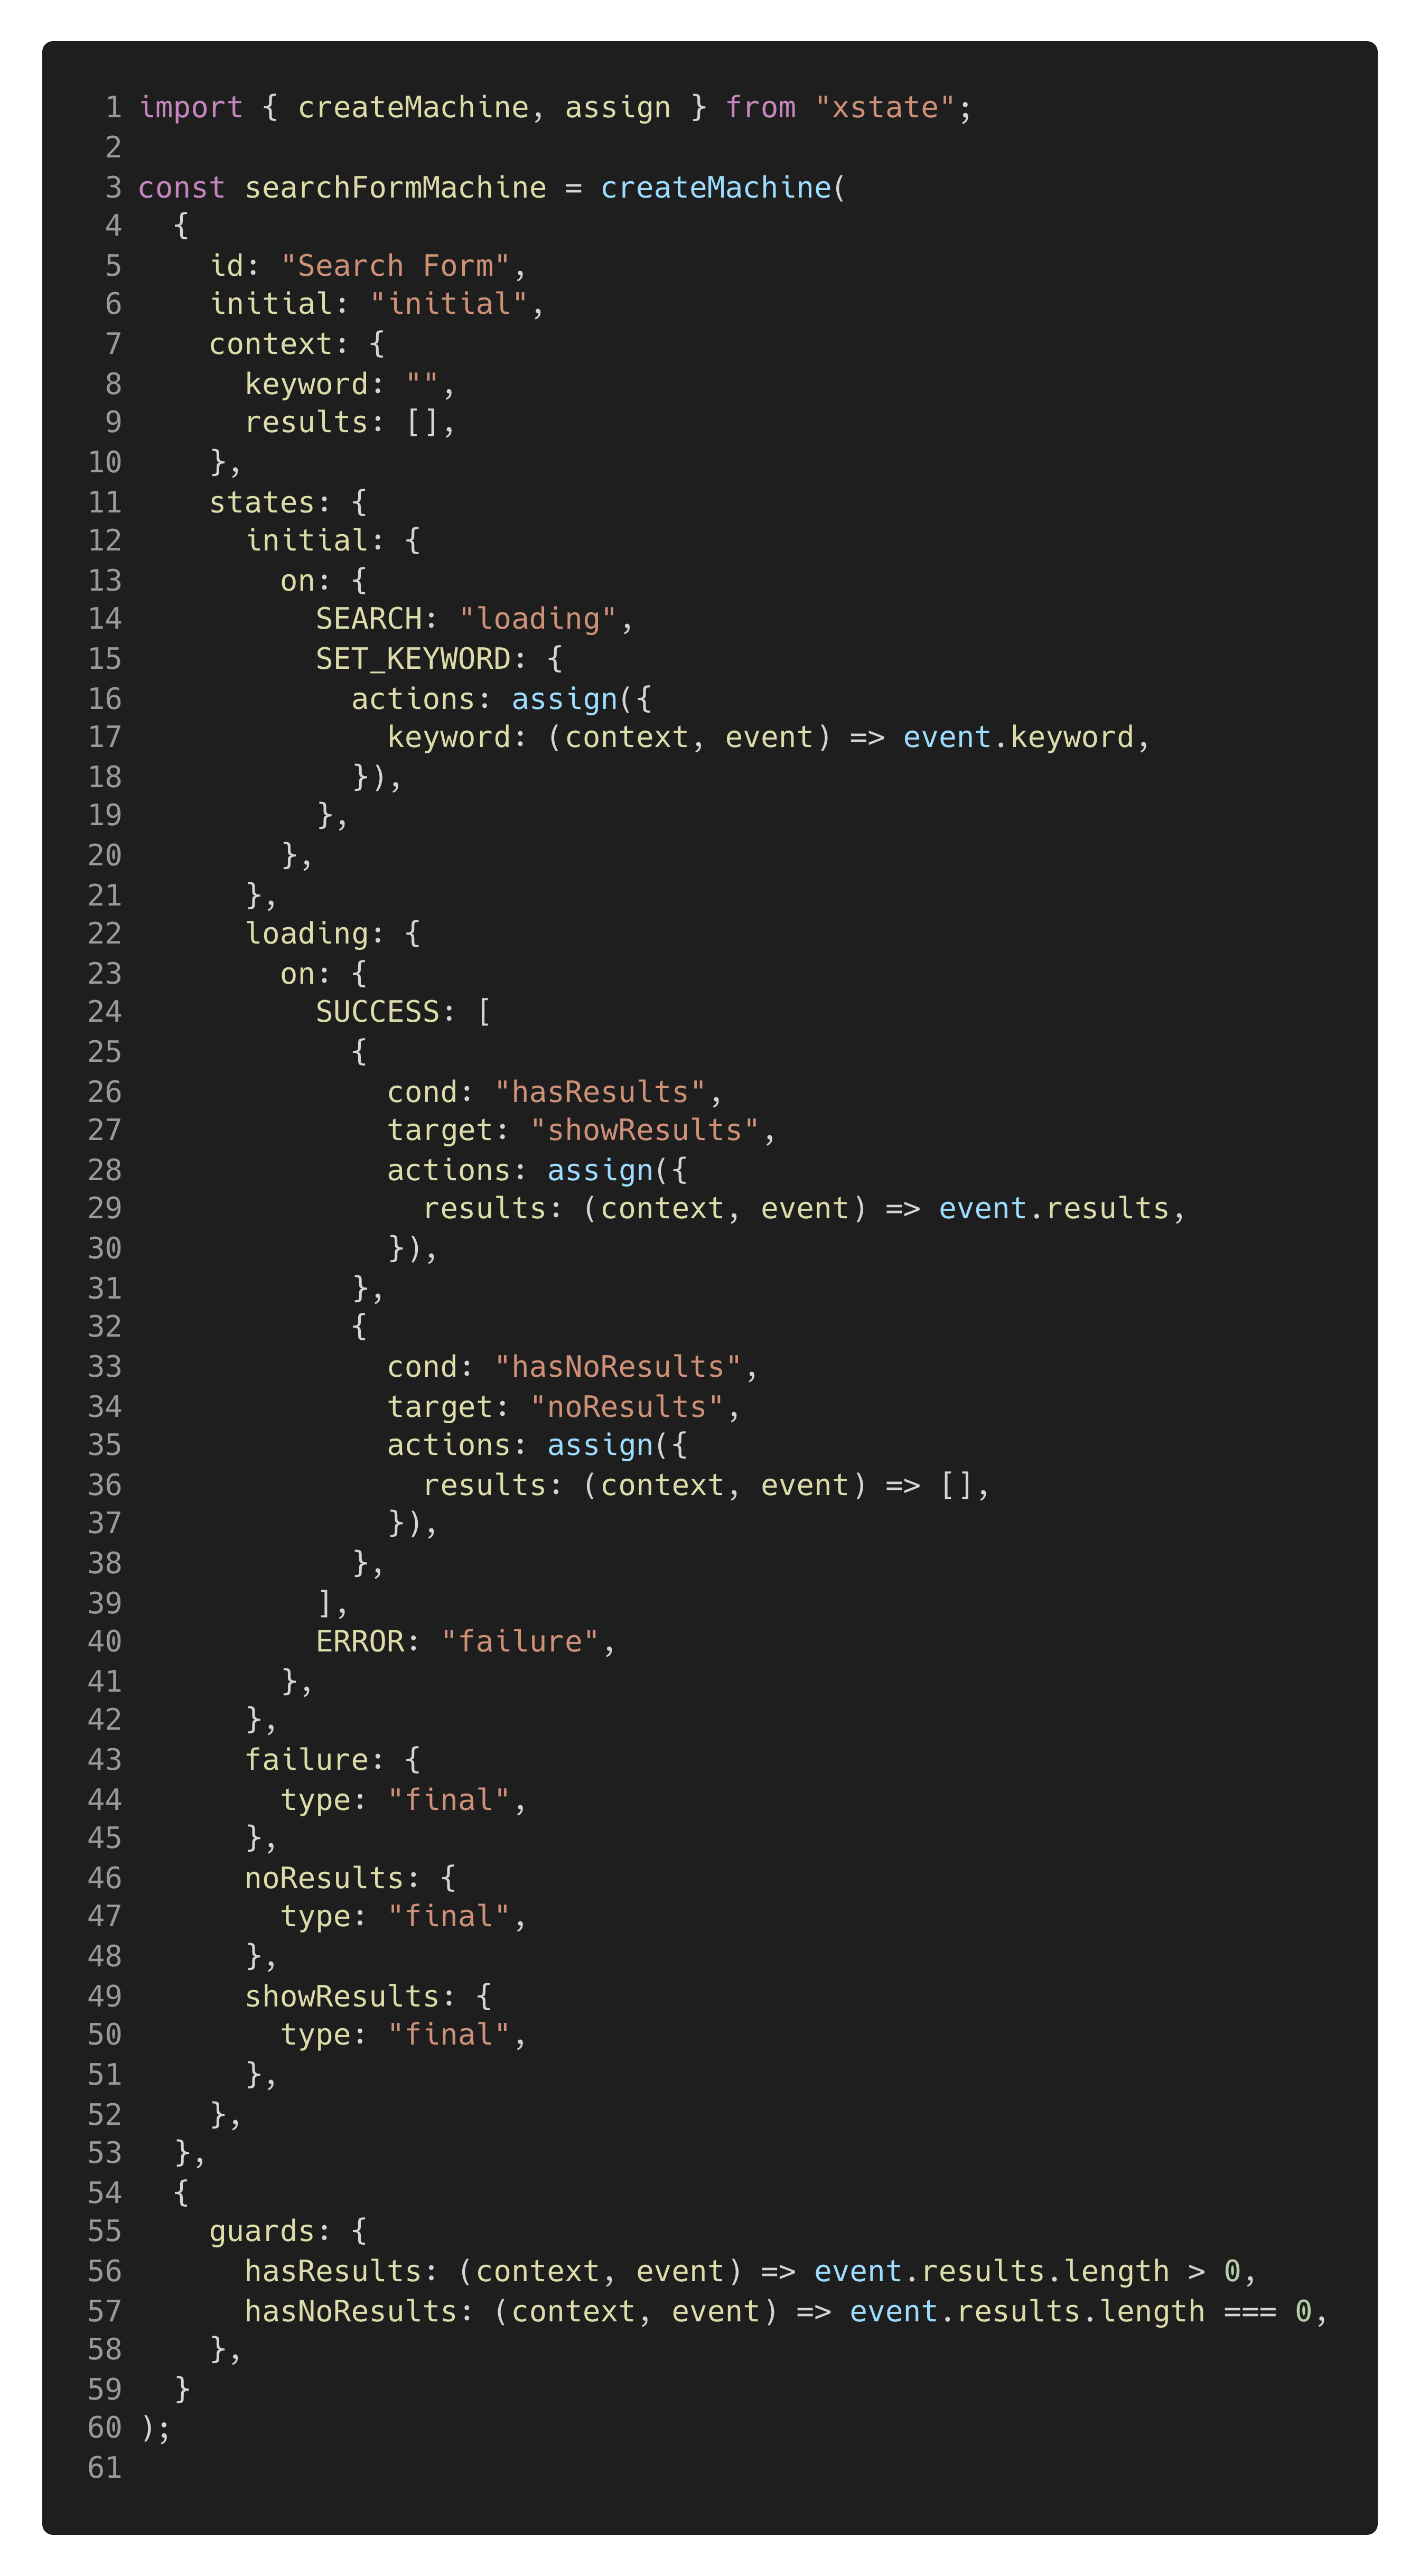 1 import { createMachine, assign } from "xstate";
2
3 const searchFormMachine = createMachine(
4   {
5     id: "Search Form",
6     initial: "initial",
7     context: {
8       keyword: "",
9       results: [],
10     },
11     states: {
12       initial: {
13         on: {
14           SEARCH: "loading",
15           SET_KEYWORD: {
16             actions: assign({
17               keyword: (context, event) => event.keyword,
18             }),
19           },
20         },
21       },
22       loading: {
23         on: {
24           SUCCESS: [
25             {
26               cond: "hasResults",
27               target: "showResults",
28               actions: assign({
29                 results: (context, event) => event.results,
30               }),
31             },
32             {
33               cond: "hasNoResults",
34               target: "noResults",
35               actions: assign({
36                 results: (context, event) => [],
37               }),
38             },
39           ],
40           ERROR: "failure",
41         },
42       },
43       failure: {
44         type: "final",
45       },
46       noResults: {
47         type: "final",
48       },
49       showResults: {
50         type: "final",
51       },
52     },
53   },
54   {
55     guards: {
56       hasResults: (context, event) => event.results.length > 0,
57       hasNoResults: (context, event) => event.results.length === 0,
58     },
59   }
60 );
61